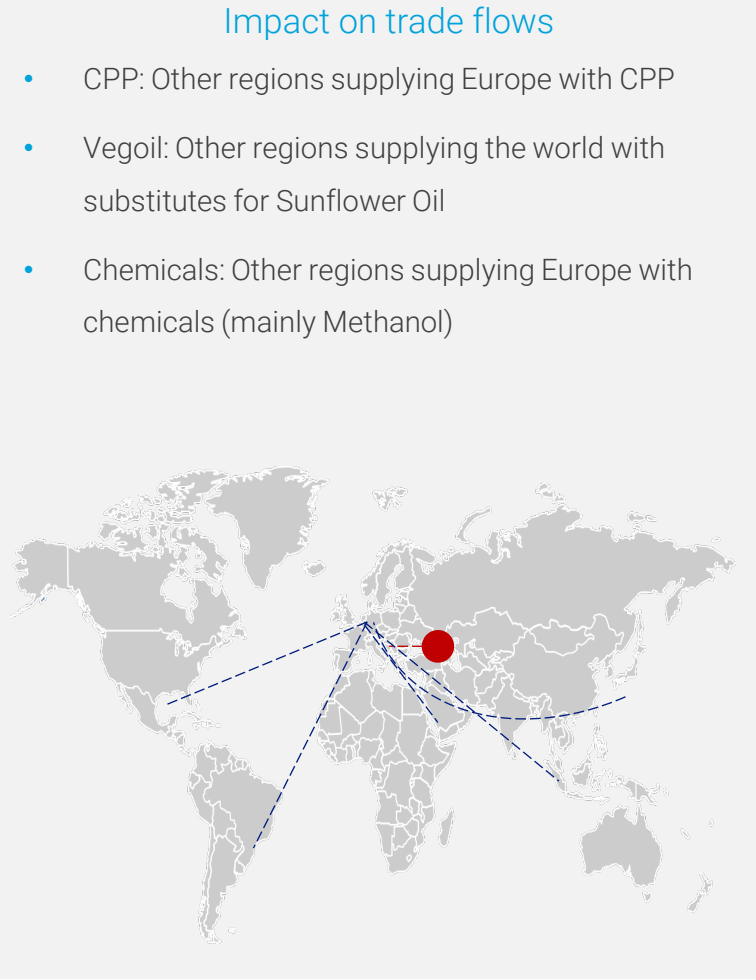 Impact on trade flows
• CPP: Other regions supplying Europe with CPP
• Vegoil: Other regions supplying the world with
substitutes for Sunflower Oil
• Chemicals: Other regions supplying Europe with
chemicals (mainly Methanol)